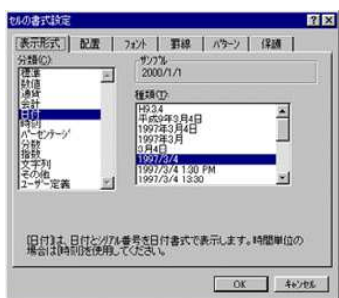 セルの書式設定
表示形式 配置 フォント 罫線 パターン 保護
分類(C):
標準
数値
通貨
会計
日付
時刻
パーセンテージ
分数
指数
文字列
その他
ユーザー定義
サンプル
2000/1/1
種類(T):
H9.3.4
平成9年3月4日
1997年3月4日
1997年3月
3月4日
1997/3/4
1997/3/4 1:30 PM
1997/3/4 13:30
[日付]は、日付とシリアル番号を日付書式で表示します。時間単位の
場合は[時刻]を使用してください。
OK キャンセル